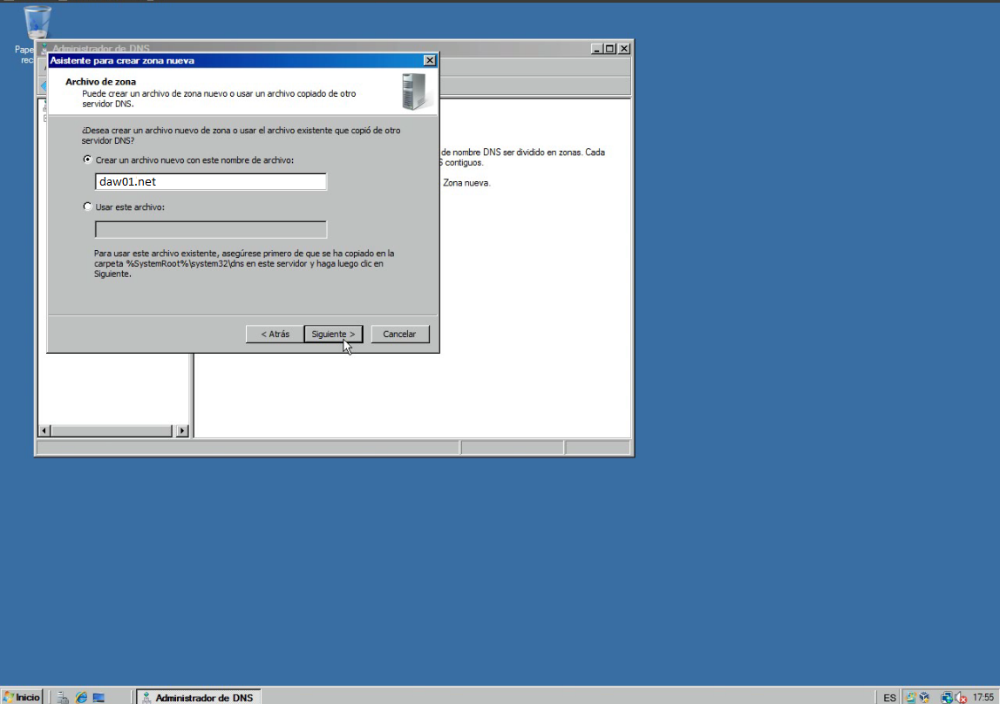 Pape
rec
Administrador de DNS
Asistente para crear zona nueva
Archivo de zona
Puede crear un archivo de zona nuevo o usar un archivo copiado de otro
servidor DNS.
¿Desea crear un archivo nuevo de zona o usar el archivo existente que copió de otro
servidor DNS?
Crear un archivo nuevo con este nombre de archivo:
daw01.net
Usar este archivo:
Para usar este archivo existente, asegúrese primero de que se ha copiado en la
carpeta %SystemRoot%\system32\dns en este servidor y haga luego clic en
Siguiente.
< Atrás
Siguiente >
Cancelar
de nombre DNS ser dividido en zonas. Cada
S contiguos.
Zona nueva.
Inicio
Administrador de DNS
ES
17:55